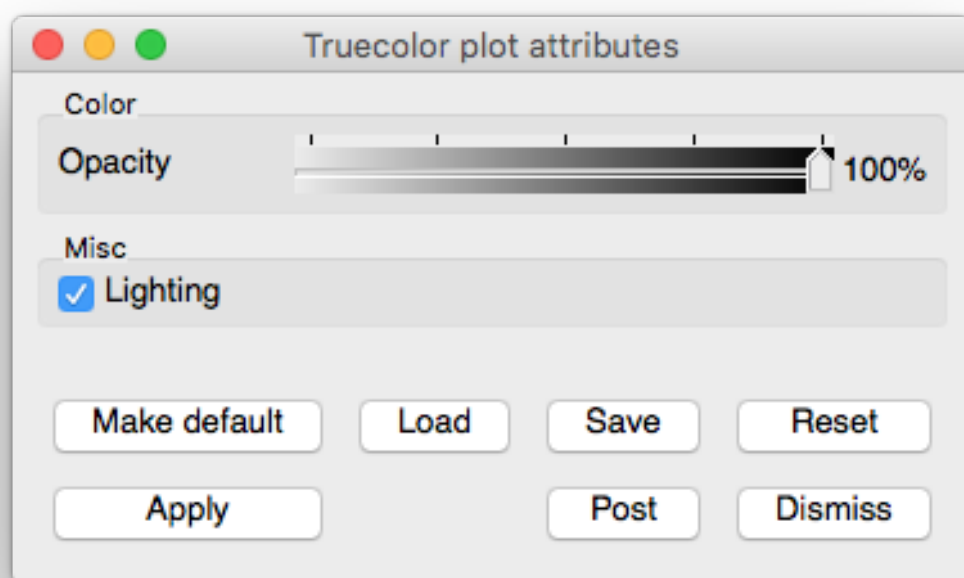 Truecolor plot attributes
Color
Opacity 100%
Misc
Lighting
Make default Load Save Reset
Apply Post Dismiss